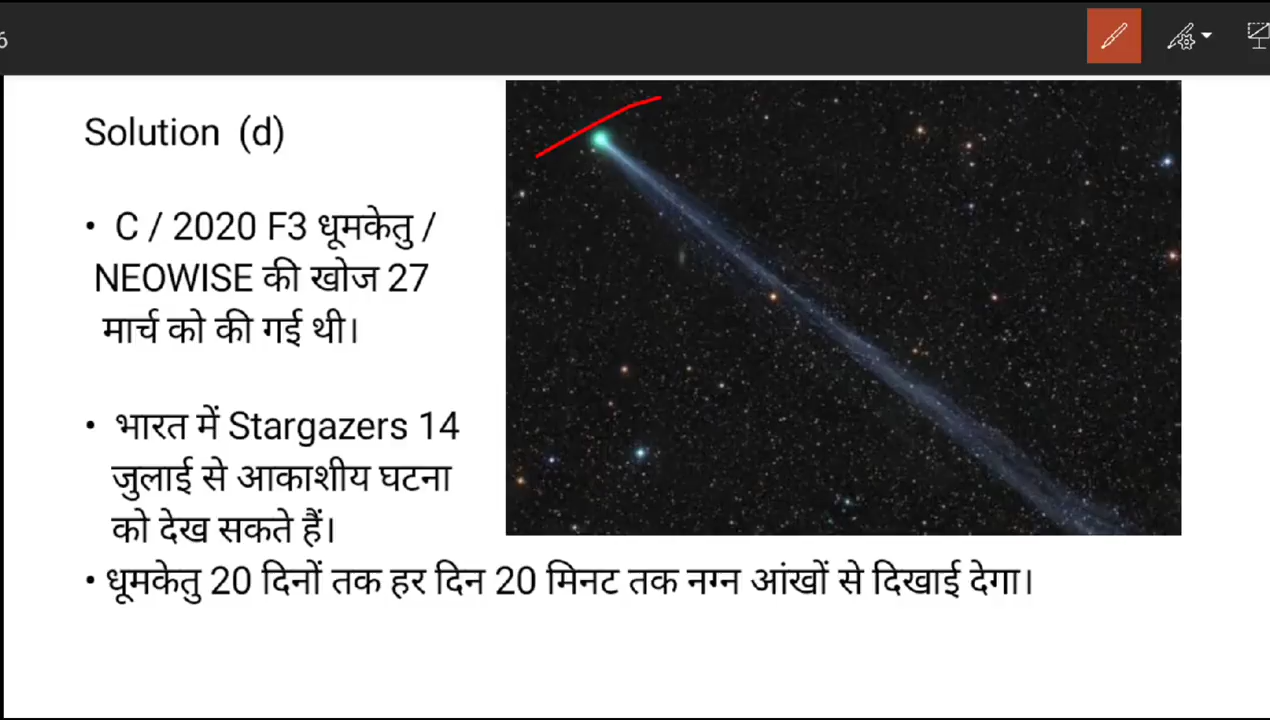 6
Solution (d)
• C / 2020 F3 धूमकेतु /
NEOWISE की खोज 27
मार्च को की गई थी।
• भारत में Stargazers 14
जुलाई से आकाशीय घटना
को देख सकते हैं।
• धूमकेतु 20 दिनों तक हर दिन 20 मिनट तक नग्न आंखों से दिखाई देगा।